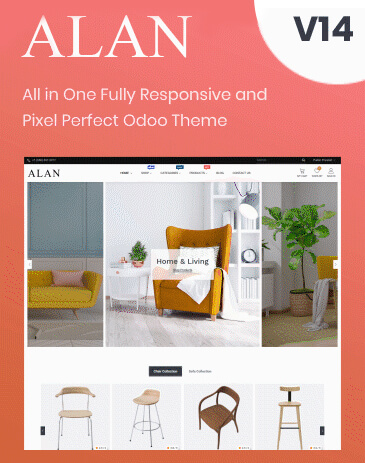 ALAN
V14
All in One Fully Responsive and
Pixel Perfect Odoo Theme
ALAN
HOME
SHOP
CATEGORIES
PRODUCTS
BLOG
CONTACT US
Home & Living
Chair Collection
Sofa Collection